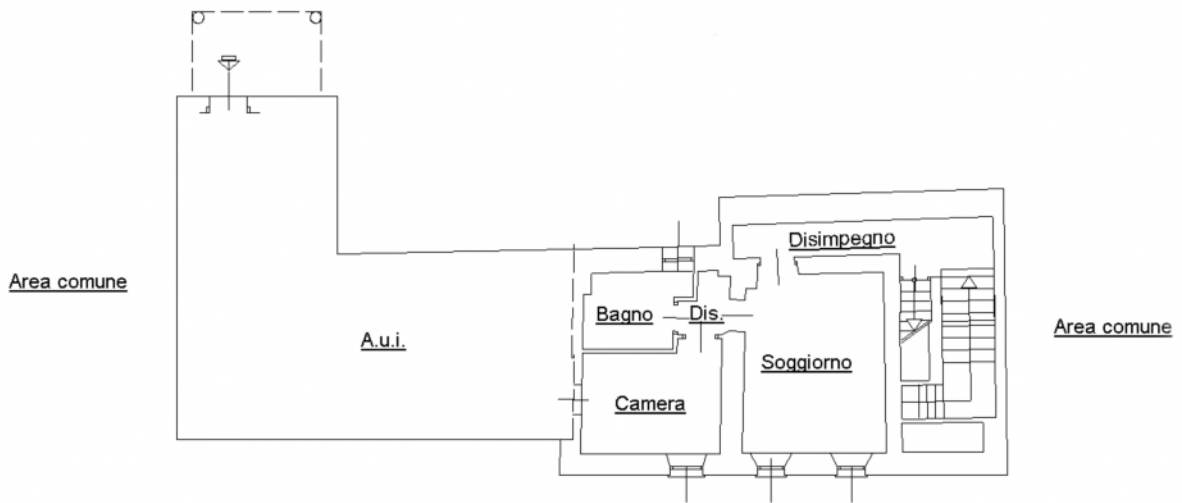 Disimpegno
Area comune
Bagno
Dis.
A.u.i.
Area comune
Soggiorno
Camera